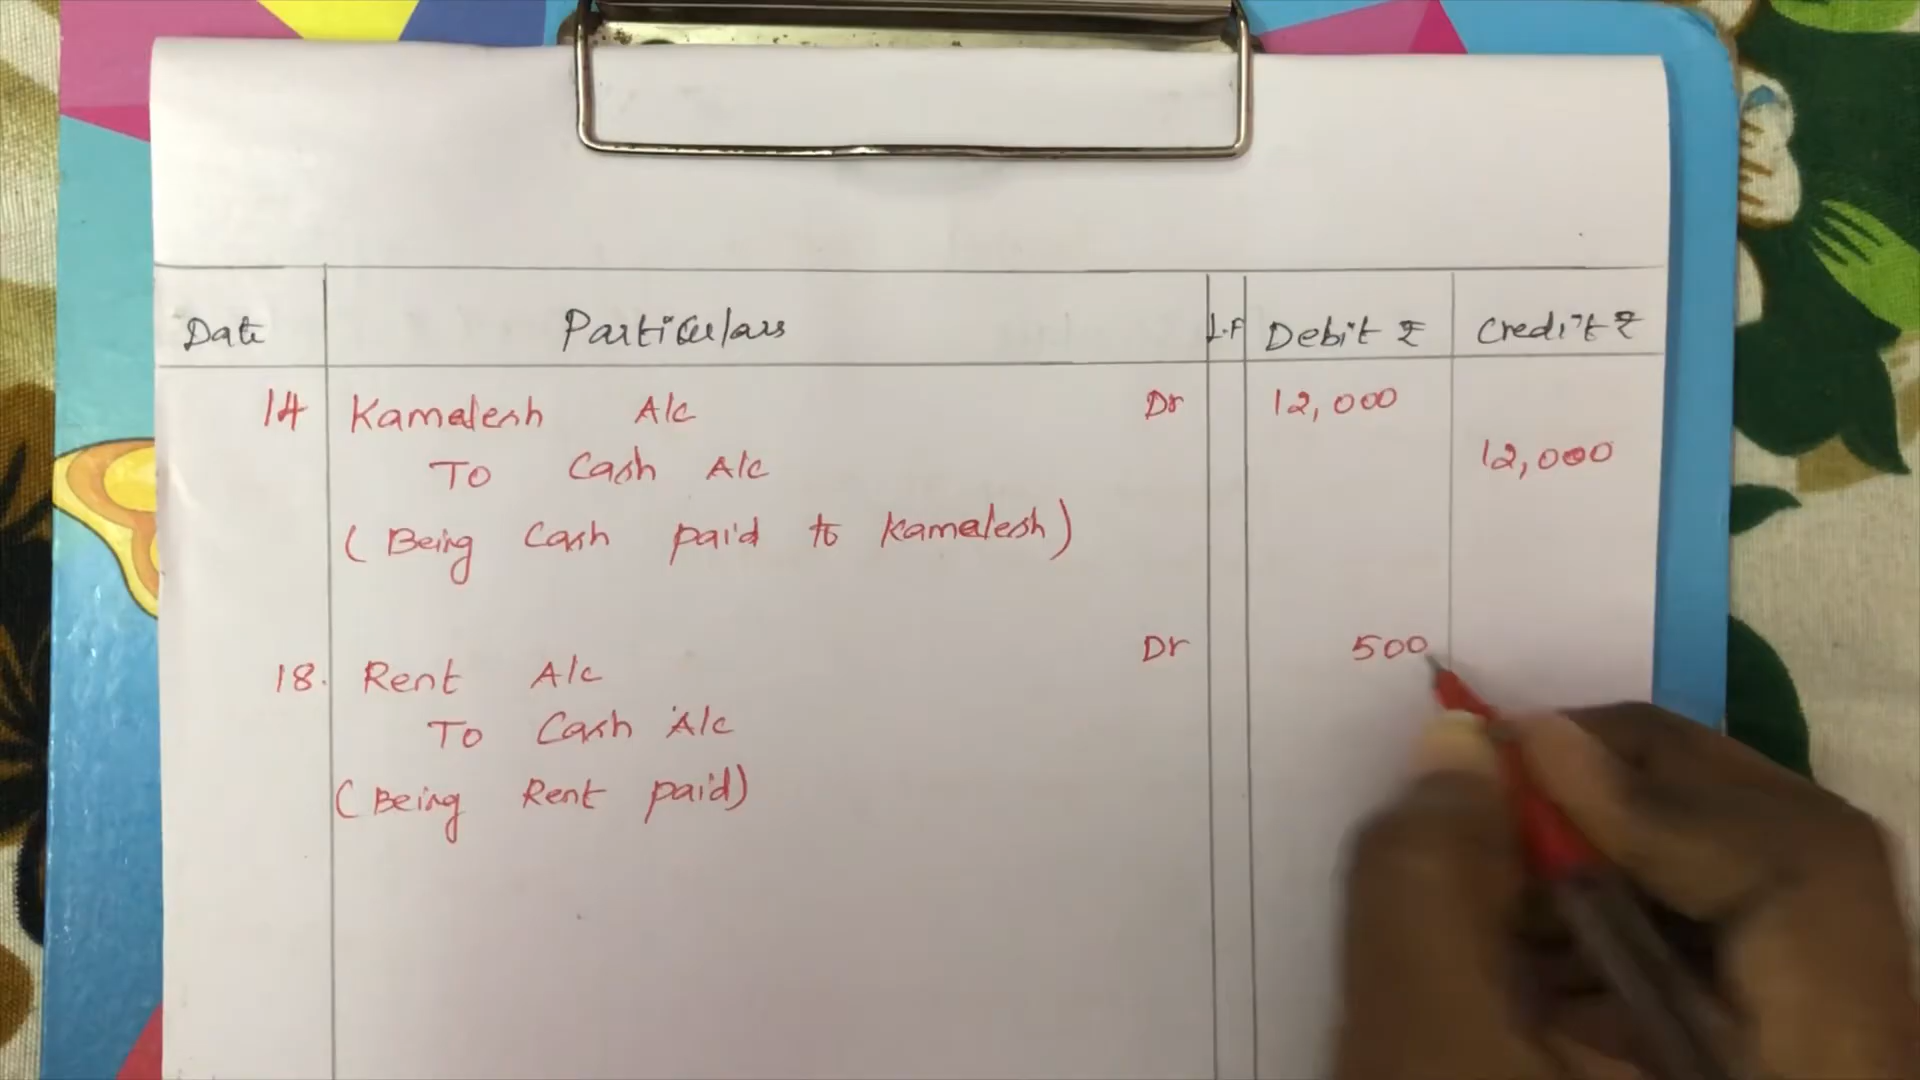 Date Particulars L.F Debit ₹ Credit ₹
14 Kamalesh A/c Dr 12,000
To Cash A/c 12,000
(Being Cash paid to Kamalesh)
18. Rent A/c Dr 500
To Cash A/c
(Being Rent paid)